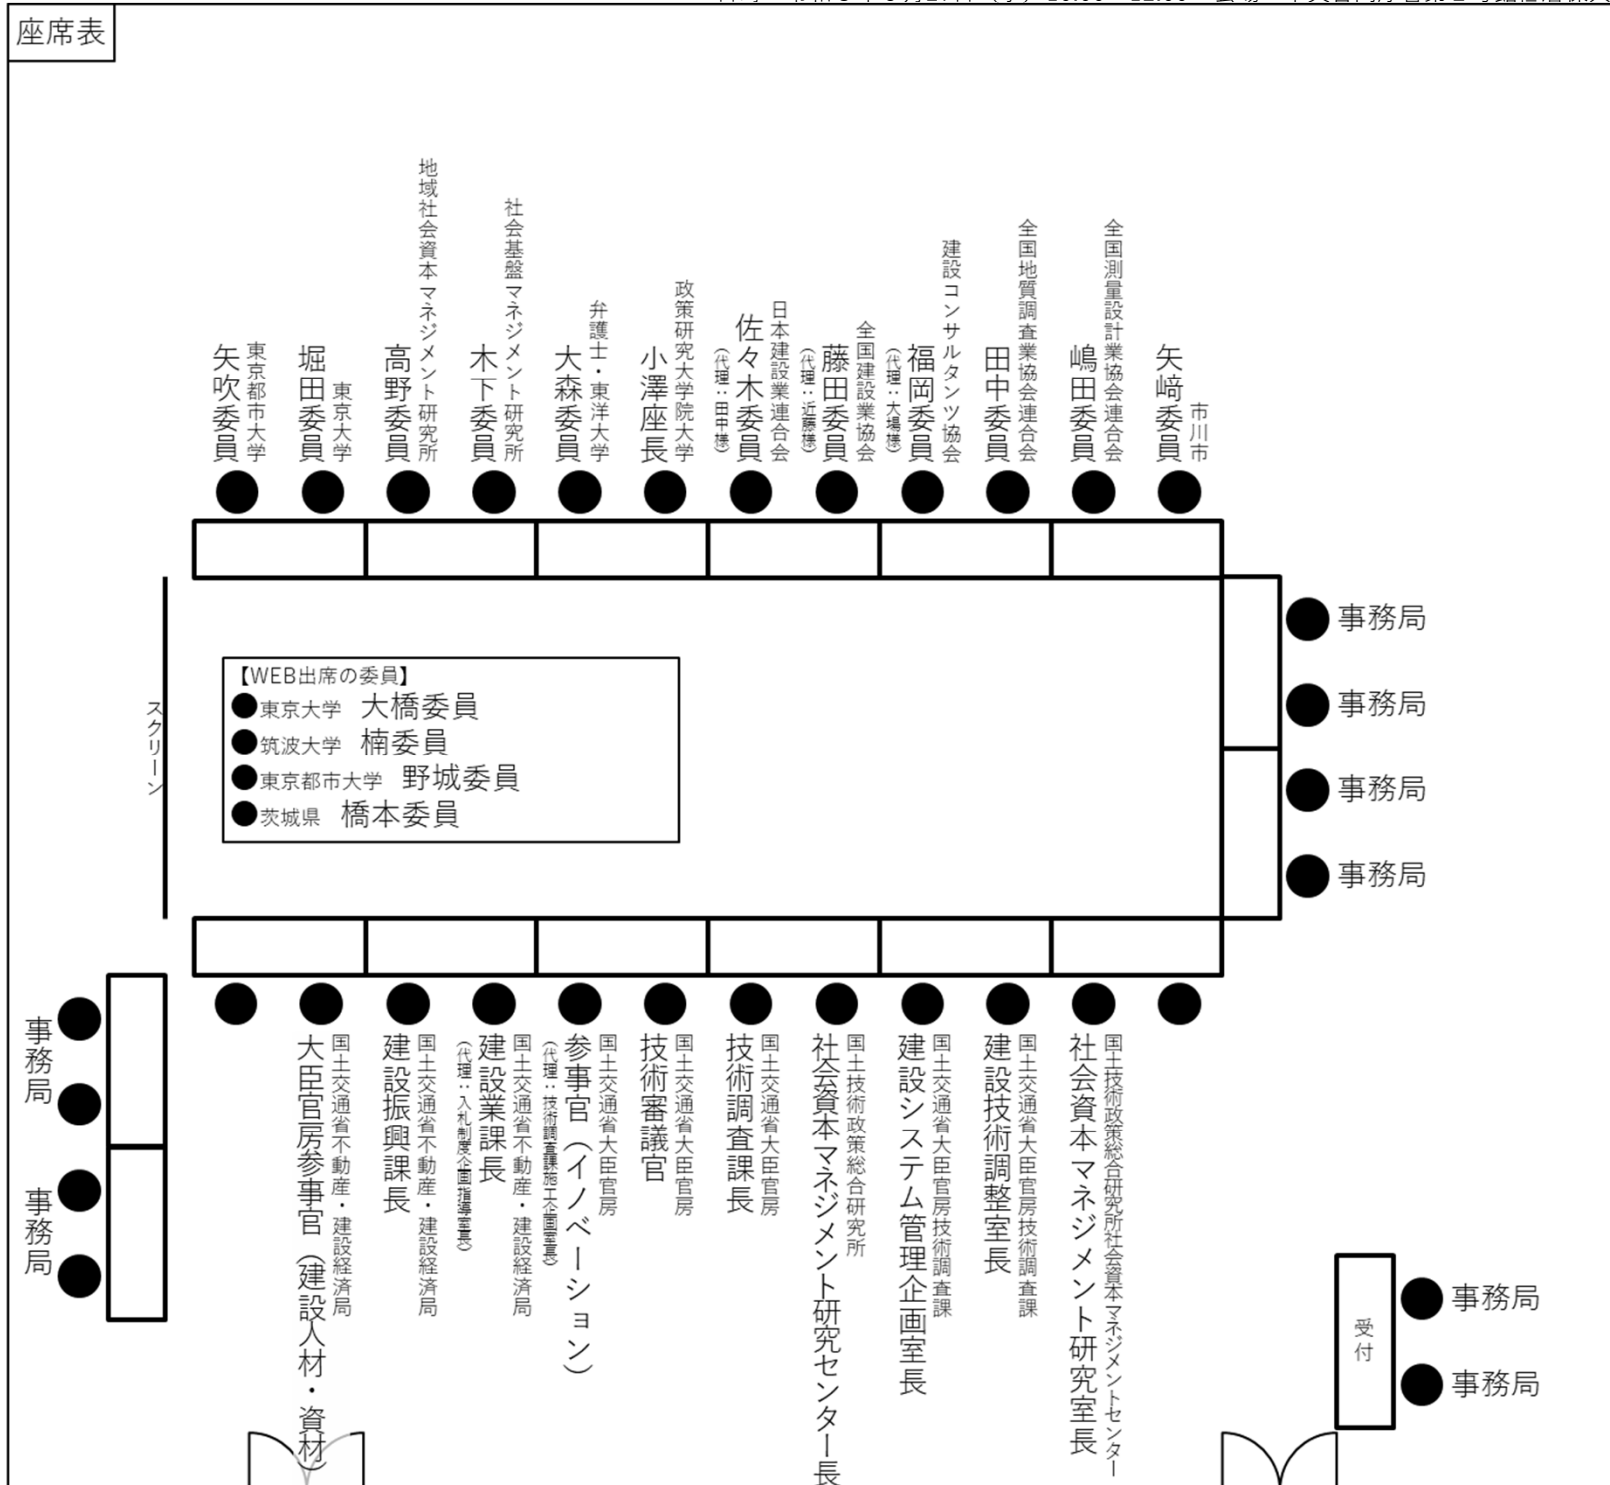 座席表
東京都市大学
矢吹委員
東京大学
堀田委員
地域社会資本マネジメント研究所
高野委員
社会基盤マネジメント研究所
木下委員
弁護士・東洋大学
大森委員
政策研究大学院大学
小澤座長
日本建設業連合会
佐々木委員
（代理：田中様）
全国建設業協会
藤田委員
（代理：近藤様）
建設コンサルタンツ協会
福岡委員
（代理：大場様）
全国地質調査業協会連合会
田中委員
全国測量設計業協会連合会
嶋田委員
市川市
矢﨑委員
事務局
事務局
事務局
事務局
スクリーン
【WEB出席の委員】
●東京大学 大橋委員
●筑波大学 楠委員
●東京都市大学 野城委員
●茨城県 橋本委員
事務局
事務局
国土交通省不動産・建設経済局
大臣官房参事官（建設人材・資材）
国土交通省不動産・建設経済局
建設振興課長
国土交通省不動産・建設経済局
建設業課長
（代理：入札制度企画指導室長）
国土交通省大臣官房
参事官（イノベーション）
（代理：技術調査課施工企画室長）
国土交通省大臣官房
技術審議官
国土交通省大臣官房
技術調査課長
国土技術政策総合研究所
社会資本マネジメント研究センター長
国土交通省大臣官房技術調査課
建設システム管理企画室長
国土交通省大臣官房技術調査課
建設技術調整室長
国土技術政策総合研究所社会資本マネジメントセンター
社会資本マネジメント研究室長
受付
事務局
事務局